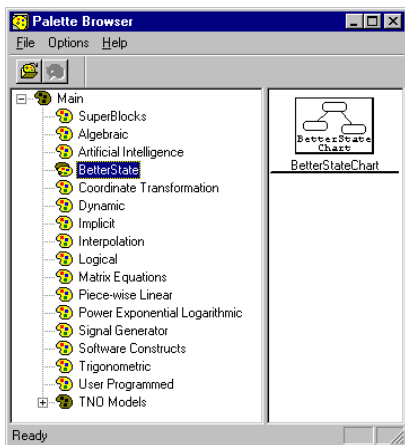 Palette Browser
File Options Help
Main
SuperBlocks
Algebraic
Artificial Intelligence
BetterState
Coordinate Transformation
Dynamic
Implicit
Interpolation
Logical
Matrix Equations
Piece-wise Linear
Power Exponential Logarithmic
Signal Generator
Software Constructs
Trigonometric
User Programmed
TNO Models
BetterState
Chart
BetterStateChart
Ready